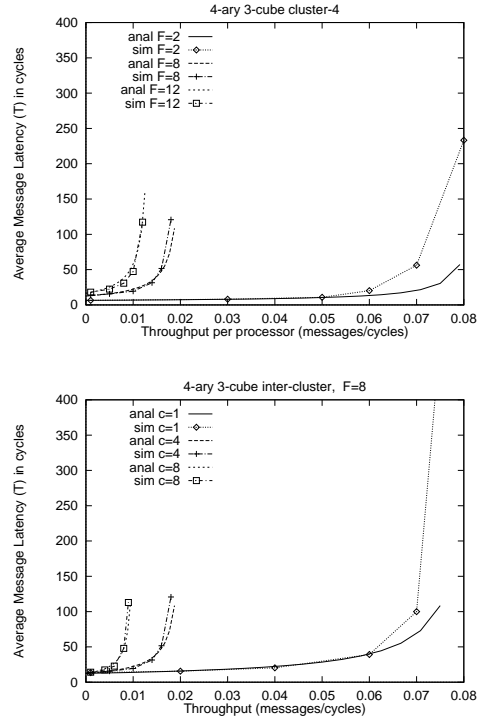 4-ary 3-cube cluster-4
400
350
300
250
200
150
100
50
0
Average Message Latency (T) in cycles
anal F=2
sim F=2
anal F=8
sim F=8
anal F=12
sim F=12
0 0.01 0.02 0.03 0.04 0.05 0.06 0.07 0.08
Throughput per processor (messages/cycles)
4-ary 3-cube inter-cluster, F=8
400
350
300
250
200
150
100
50
0
Average Message Latency (T) in cycles
anal c=1
sim c=1
anal c=4
sim c=4
anal c=8
sim c=8
0 0.01 0.02 0.03 0.04 0.05 0.06 0.07 0.08
Throughput (messages/cycles)